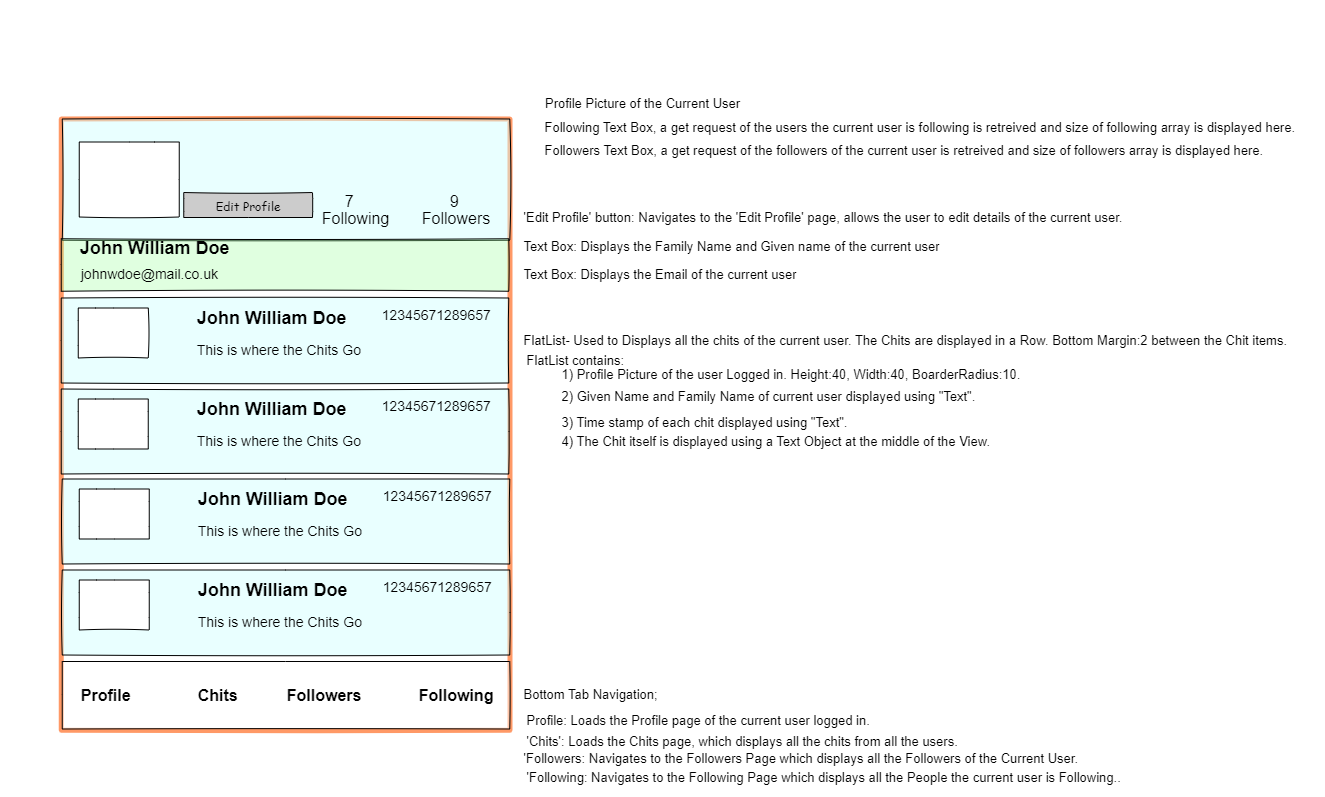 Profile Picture of the Current User
Following Text Box, a get request of the users the current user is following is retreived and size of following array is displayed here.
Followers Text Box, a get request of the followers of the current user is retreived and size of followers array is displayed here.
Edit Profile
7
Following
9
Followers
'Edit Profile' button: Navigates to the 'Edit Profile' page, allows the user to edit details of the current user.
John William Doe
Text Box: Displays the Family Name and Given name of the current user
johnwdoe@mail.co.uk
Text Box: Displays the Email of the current user
John William Doe
12345671289657
This is where the Chits Go
FlatList- Used to Displays all the chits of the current user. The Chits are displayed in a Row. Bottom Margin:2 between the Chit items.
FlatList contains:
1) Profile Picture of the user Logged in. Height:40, Width:40, BoarderRadius:10.
2) Given Name and Family Name of current user displayed using "Text".
3) Time stamp of each chit displayed using "Text".
4) The Chit itself is displayed using a Text Object at the middle of the View.
John William Doe
12345671289657
This is where the Chits Go
John William Doe
12345671289657
This is where the Chits Go
John William Doe
12345671289657
This is where the Chits Go
Profile
Chits
Followers
Following
Bottom Tab Navigation;
Profile: Loads the Profile page of the current user logged in.
'Chits': Loads the Chits page, which displays all the chits from all the users.
'Followers: Navigates to the Followers Page which displays all the Followers of the Current User.
'Following: Navigates to the Following Page which displays all the People the current user is Following..